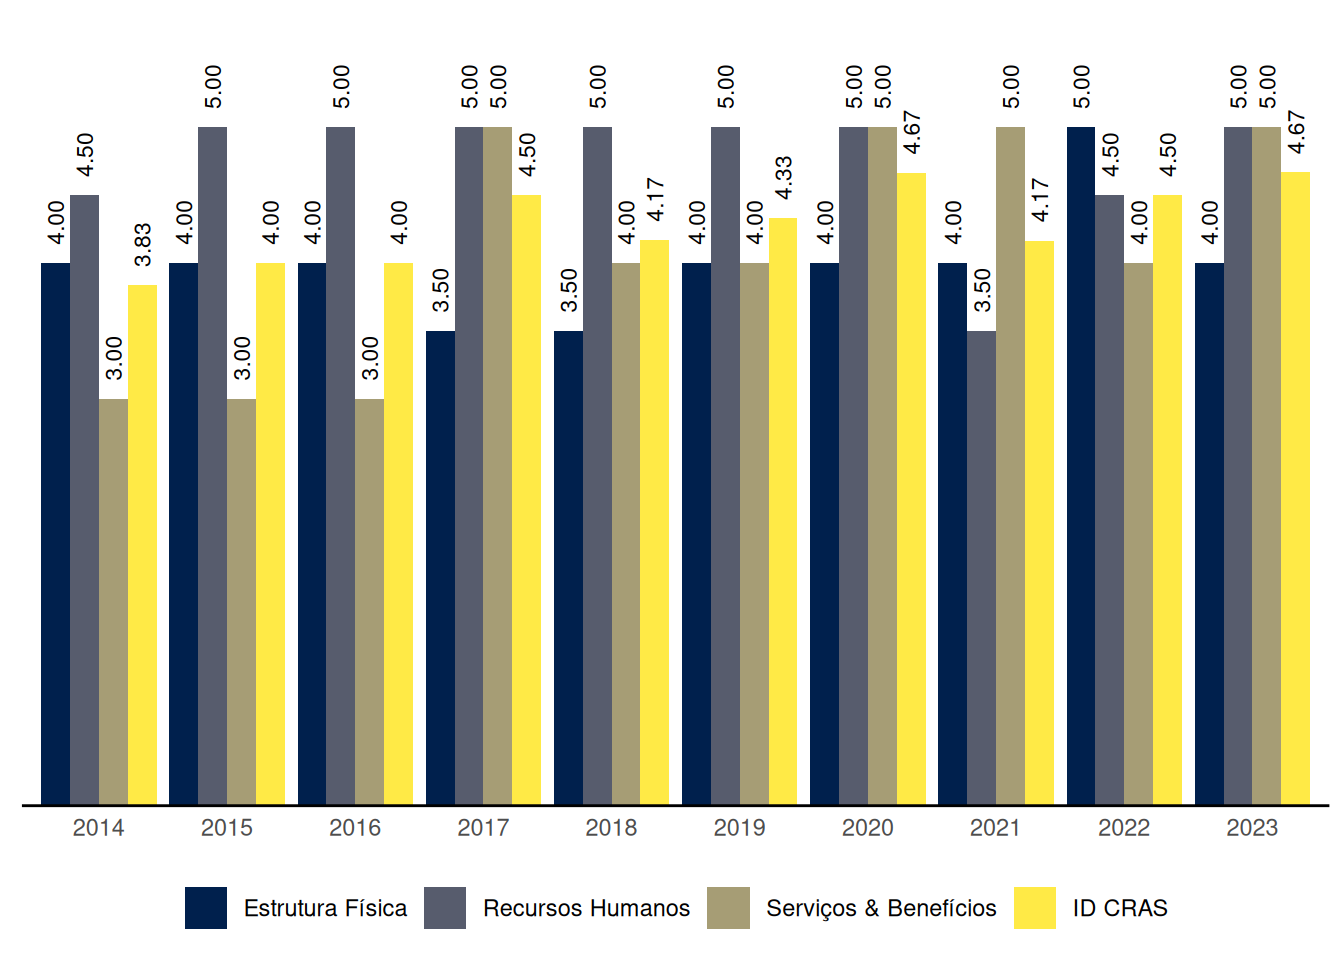 4.00 4.50 3.00 3.83
4.00 5.00 3.00 4.00
4.00 5.00 3.00 4.00
3.50 5.00 5.00 4.50
3.50 5.00 4.00 4.17
4.00 5.00 4.00 4.33
4.00 5.00 5.00 4.67
4.00 3.50 5.00 4.17
5.00 4.50 4.00 4.50
4.00 5.00 5.00 4.67
2014 2015 2016 2017 2018 2019 2020 2021 2022 2023
Estrutura Física Recursos Humanos Serviços & Benefícios ID CRAS